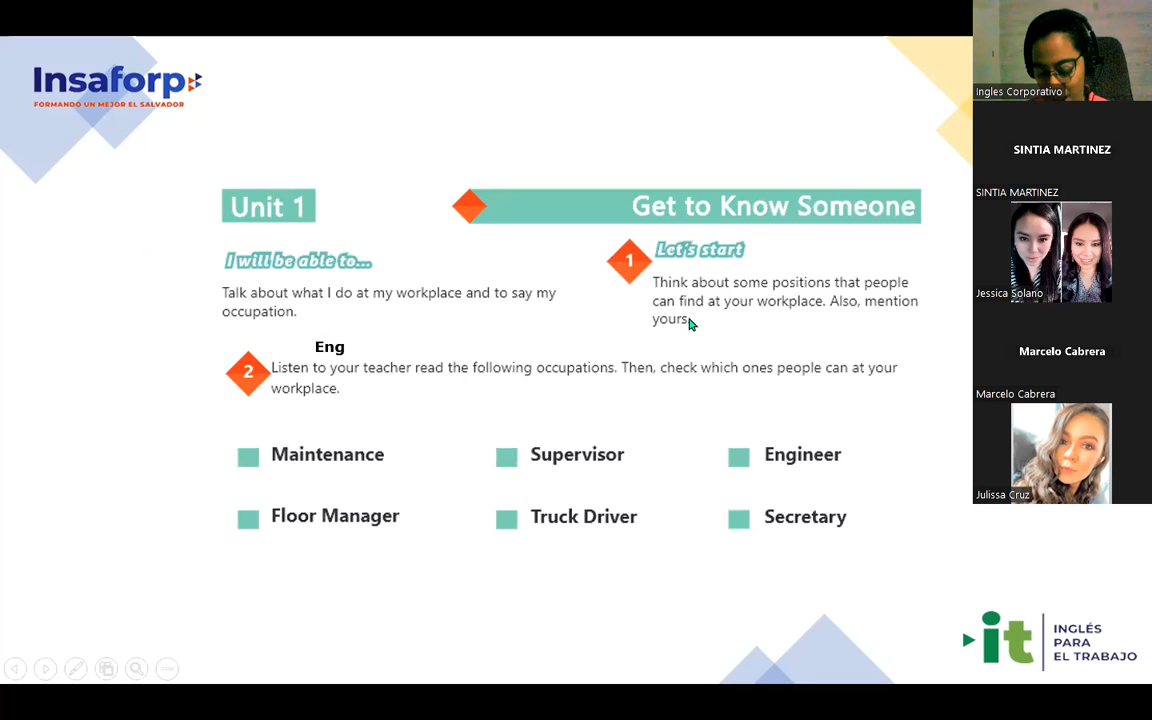 Insaforp
FORMANDO UN MEJOR EL SALVADOR
Unit 1
Get to Know Someone
I will be able to...
Talk about what I do at my workplace and to say my
occupation.
1
Let's start
Think about some positions that people
can find at your workplace. Also, mention
yours.
Eng
2
Listen to your teacher read the following occupations. Then, check which ones people can at your
workplace.
Maintenance
Supervisor
Engineer
Floor Manager
Truck Driver
Secretary
it
INGLÉS
PARA
EL TRABAJO
Ingles Corporativo
SINTIA MARTINEZ
SINTIA MARTINEZ
Jessica Solano
Marcelo Cabrera
Marcelo Cabrera
Julissa Cruz